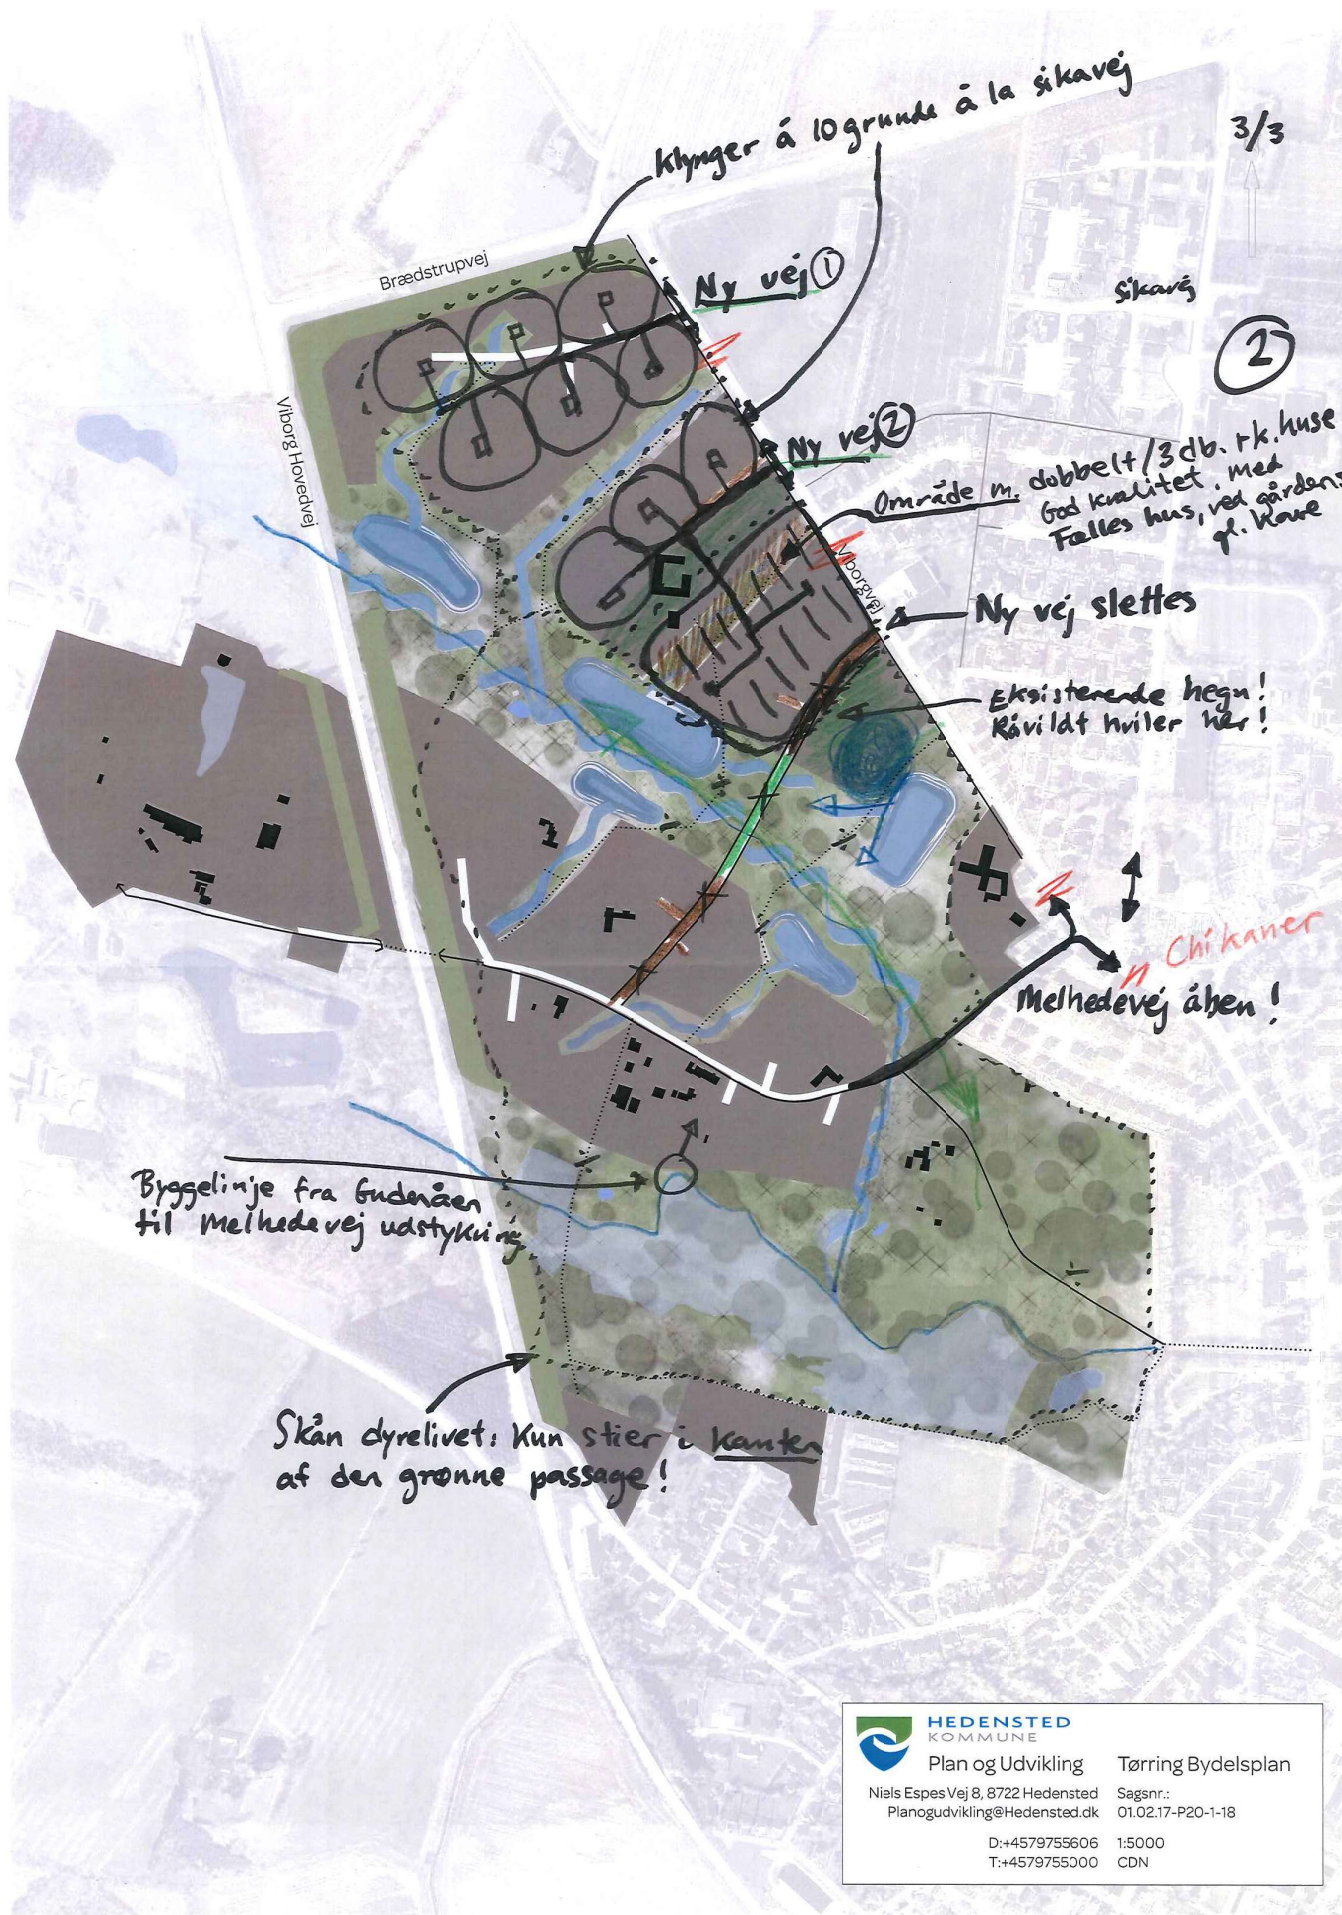 Klynger á 10 grunde å la sikavej
3/3
Brædstrupvej
Ny vej ①
sikavej
②
Viborg Hovedvej
Ny vej ②
Område m. dobbelt/3 db. rk. huse
God kvalitet, med
Fælles hus, ved gårdens
gl. have
Viborgvej
Ny vej slettes
Eksisterende hegn!
Råvildt hviler her!
Chikaner
Melhedevej åben!
Byggelinje fra Gudenåen
til Melhedevej udstykning
Skån dyrelivet: Kun stier i kanten
af den grønne passage!
HEDENSTED
KOMMUNE
Plan og Udvikling Tørring Bydelsplan
Niels Espes Vej 8, 8722 Hedensted Sagsnr.:
Planogudvikling@Hedensted.dk 01.02.17-P20-1-18
D:+4579755606 1:5000
T:+4579755000 CDN